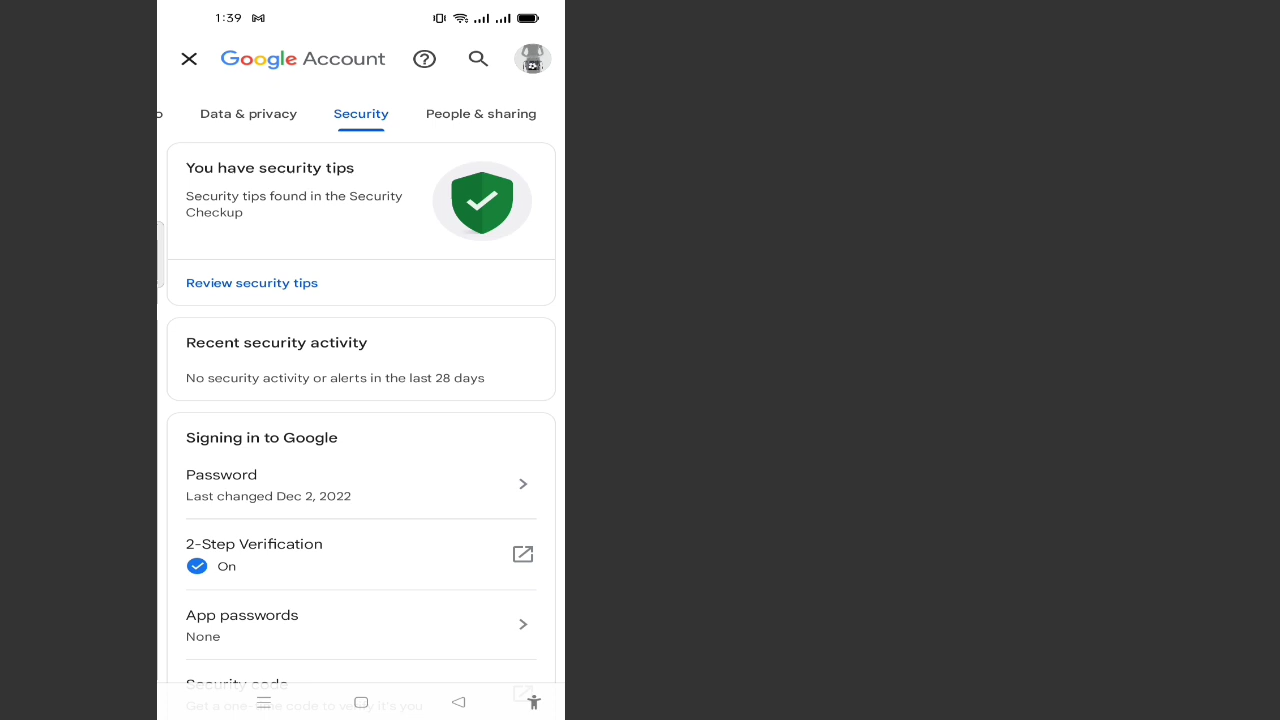 1:39
Google Account
Data & privacy Security People & sharing
You have security tips
Security tips found in the Security
Checkup
Review security tips
Recent security activity
No security activity or alerts in the last 28 days
Signing in to Google
Password
Last changed Dec 2, 2022
2-Step Verification
On
App passwords
None
Security code
Get a one-time code to verify it's you